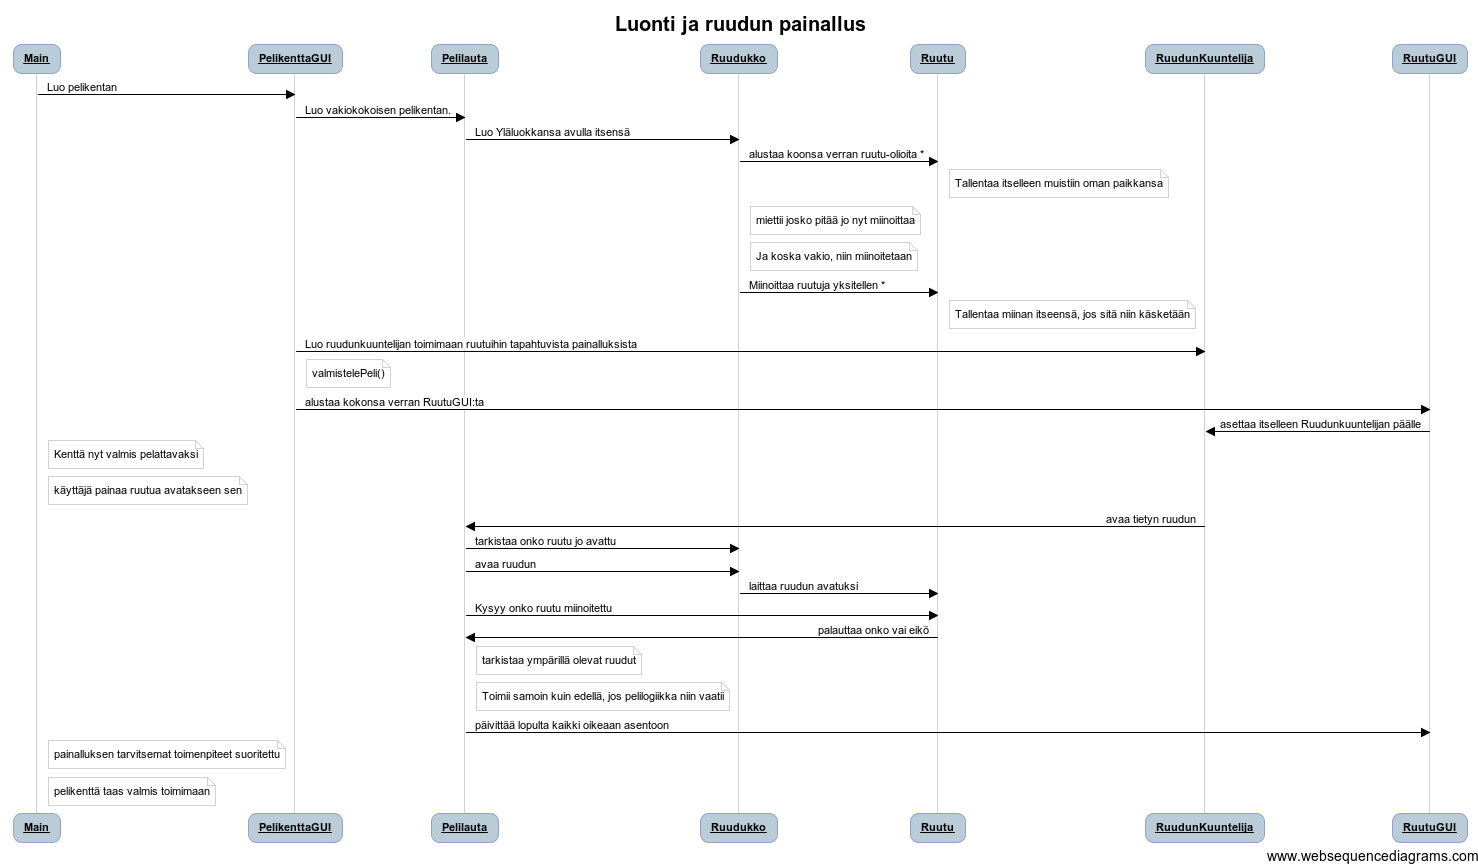 Luonti ja ruudun painallus
Main
PelikenttaGUI
Pelilauta
Ruudukko
Ruutu
RuudunKuuntelija
RuutuGUI
Luo pelikentan
Luo vakiokokoisen pelikentan.
Luo Yläluokkansa avulla itsensä
alustaa koonsa verran ruutu-olioita *
Tallentaa itselleen muistiin oman paikkansa
miettii josko pitää jo nyt miinoittaa
Ja koska vakio, niin miinoitetaan
Miinoittaa ruutuja yksitellen *
Tallentaa miinan itseensä, jos sitä niin käsketään
Luo ruudunkuuntelijan toimimaan ruutuihin tapahtuvista painalluksista
valmistelePeli()
alustaa kokonsa verran RuutuGUI:ta
asettaa itselleen Ruudunkuuntelijan päälle
Kenttä nyt valmis pelattavaksi
käyttäjä painaa ruutua avatakseen sen
avaa tietyn ruudun
tarkistaa onko ruutu jo avattu
avaa ruudun
laittaa ruudun avatuksi
Kysyy onko ruutu miinoitettu
palauttaa onko vai eikö
tarkistaa ympärillä olevat ruudut
Toimii samoin kuin edellä, jos pelilogiikka niin vaatii
päivittää lopulta kaikki oikeaan asentoon
painalluksen tarvitsemat toimenpiteet suoritettu
pelikenttä taas valmis toimimaan
Main
PelikenttaGUI
Pelilauta
Ruudukko
Ruutu
RuudunKuuntelija
RuutuGUI
www.websequencediagrams.com